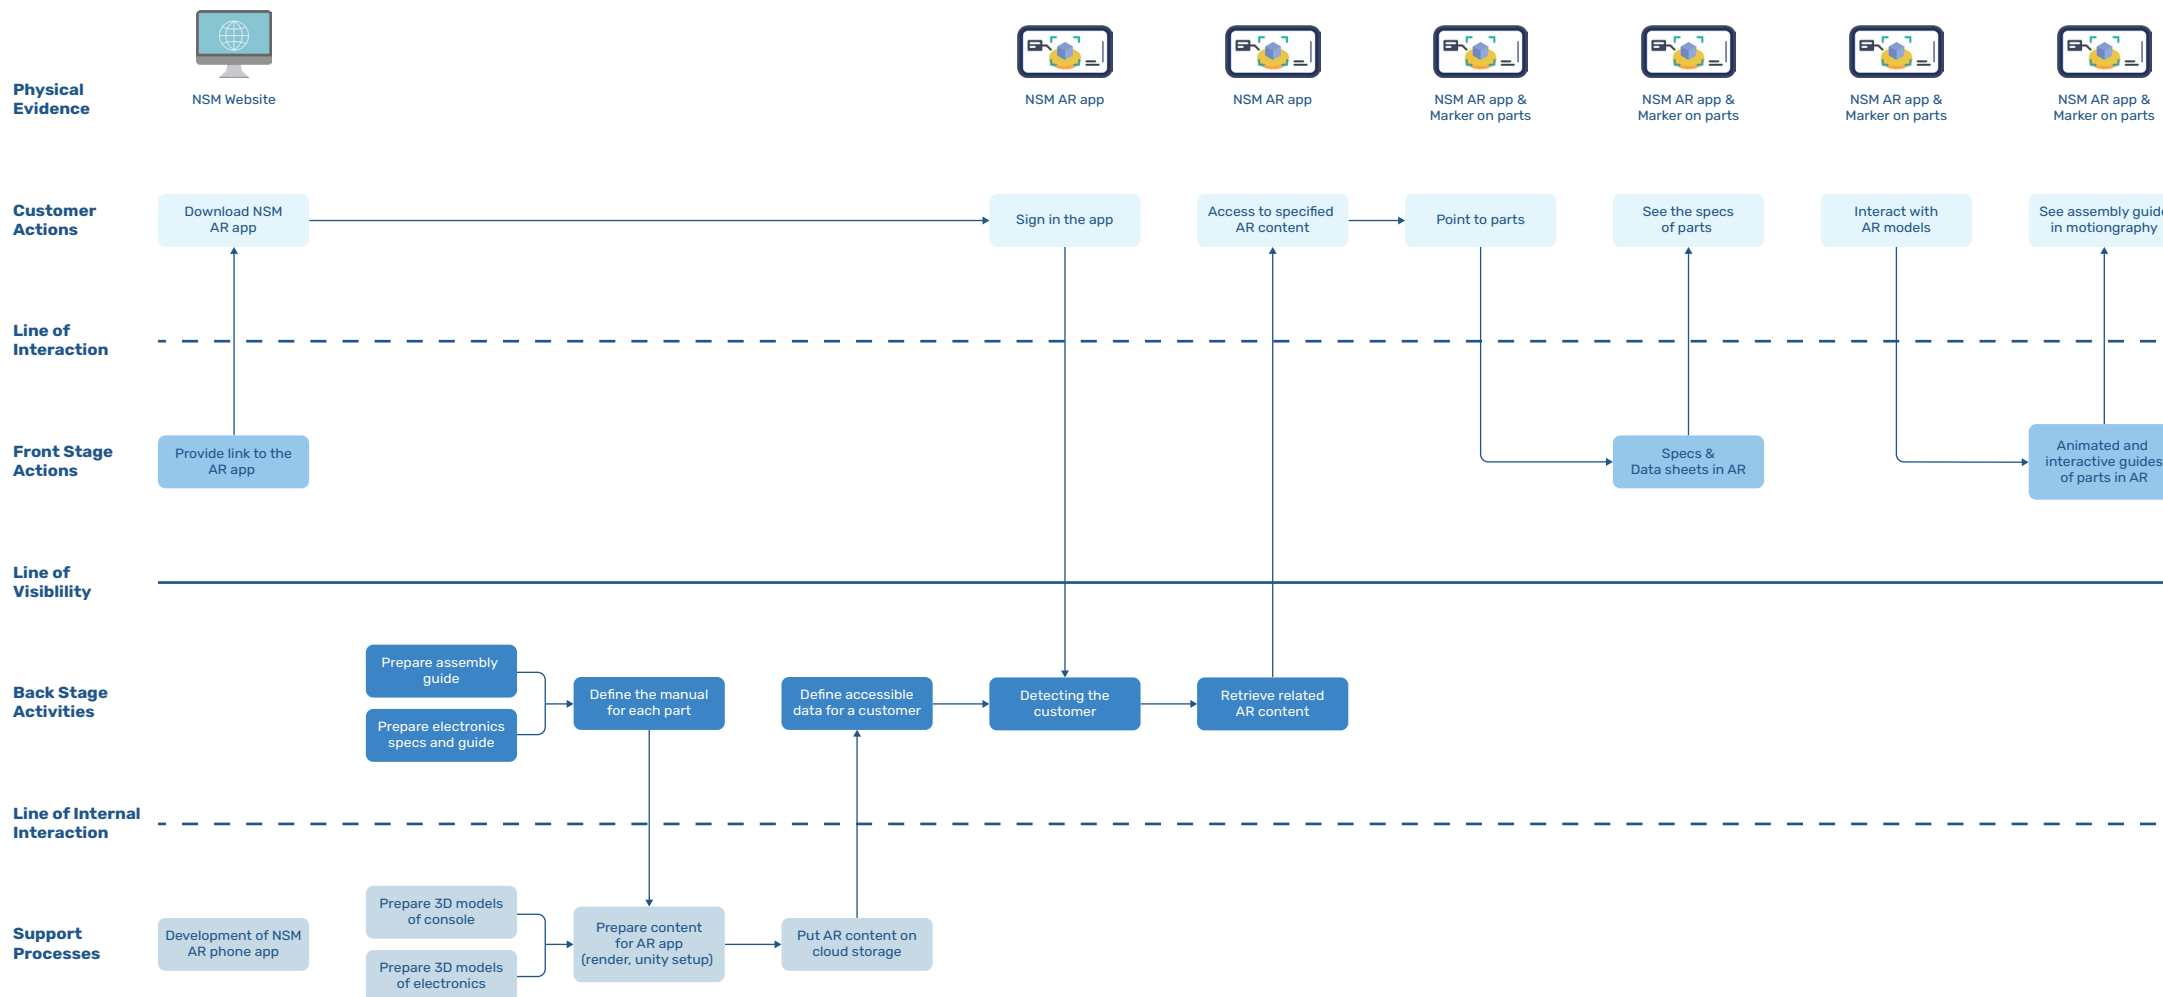 Physical
Evidence
NSM Website
NSM AR app
NSM AR app
NSM AR app &
Marker on parts
NSM AR app &
Marker on parts
NSM AR app &
Marker on parts
NSM AR app &
Marker on parts
Customer
Actions
Download NSM
AR app
Sign in the app
Access to specified
AR content
Point to parts
See the specs
of parts
Interact with
AR models
See assembly guide
in motiongraphy
Line of
Interaction
Front Stage
Actions
Provide link to the
AR app
Specs &
Data sheets in AR
Animated and
interactive guides
of parts in AR
Line of
Visiblility
Back Stage
Activities
Prepare assembly
guide
Prepare electronics
specs and guide
Define the manual
for each part
Define accessible
data for a customer
Detecting the
customer
Retrieve related
AR content
Line of Internal
Interaction
Support
Processes
Development of NSM
AR phone app
Prepare 3D models
of console
Prepare 3D models
of electronics
Prepare content
for AR app
(render, unity setup)
Put AR content on
cloud storage